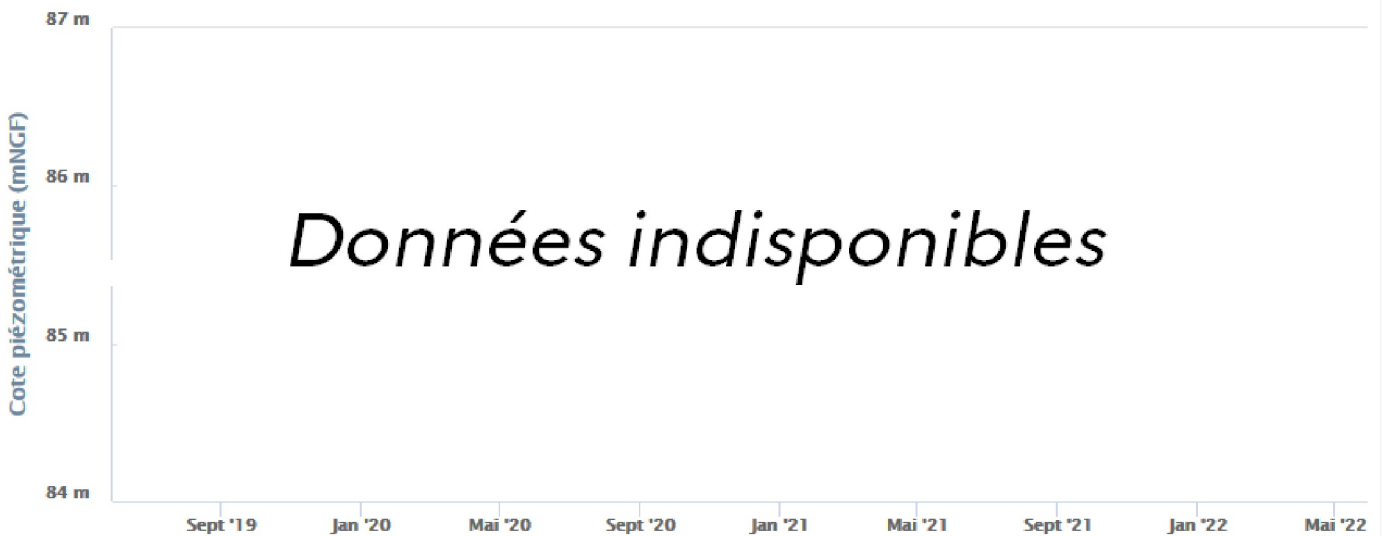 87 m
Cote piézométrique (mNGF)
86 m
Données indisponibles
85 m
84 m
Sept '19 Jan '20 Mai '20 Sept '20 Jan '21 Mai '21 Sept '21 Jan '22 Mai '22